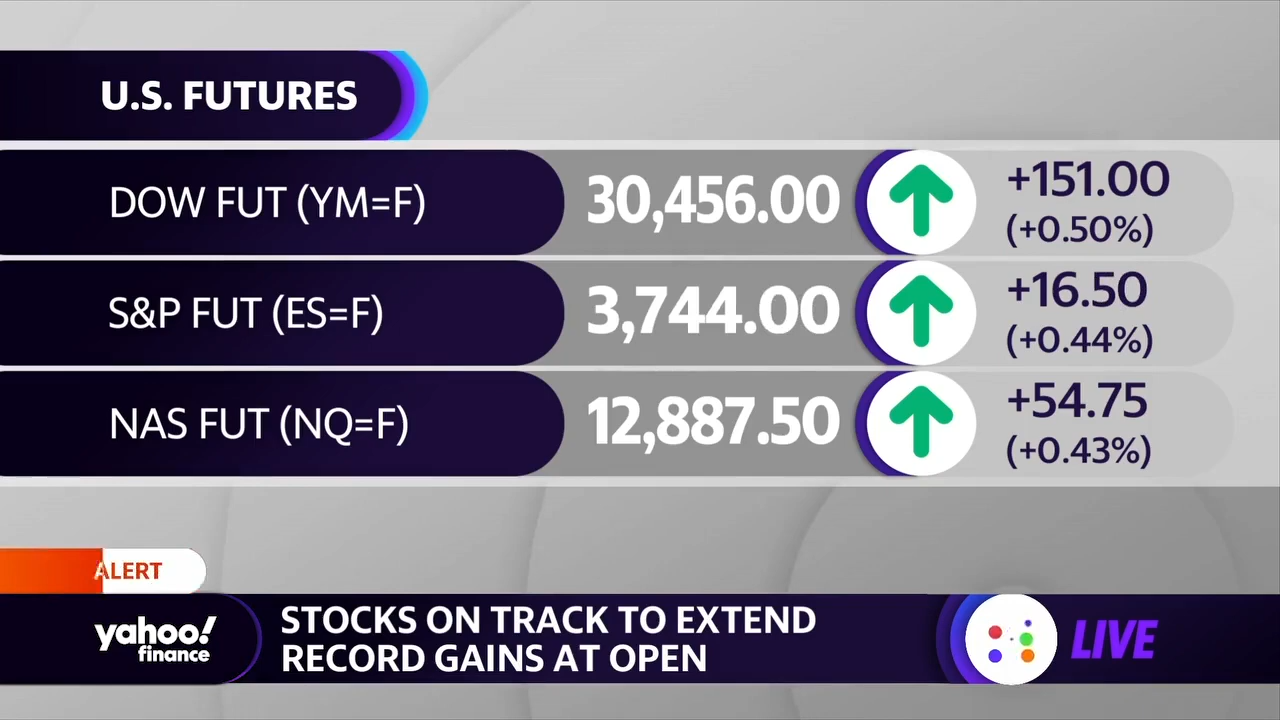 U.S. FUTURES
DOW FUT (YM=F) 30,456.00 +151.00
(+0.50%)
S&P FUT (ES=F) 3,744.00 +16.50
(+0.44%)
NAS FUT (NQ=F) 12,887.50 +54.75
(+0.43%)
ALERT
yahoo!
finance
STOCKS ON TRACK TO EXTEND
RECORD GAINS AT OPEN
LIVE